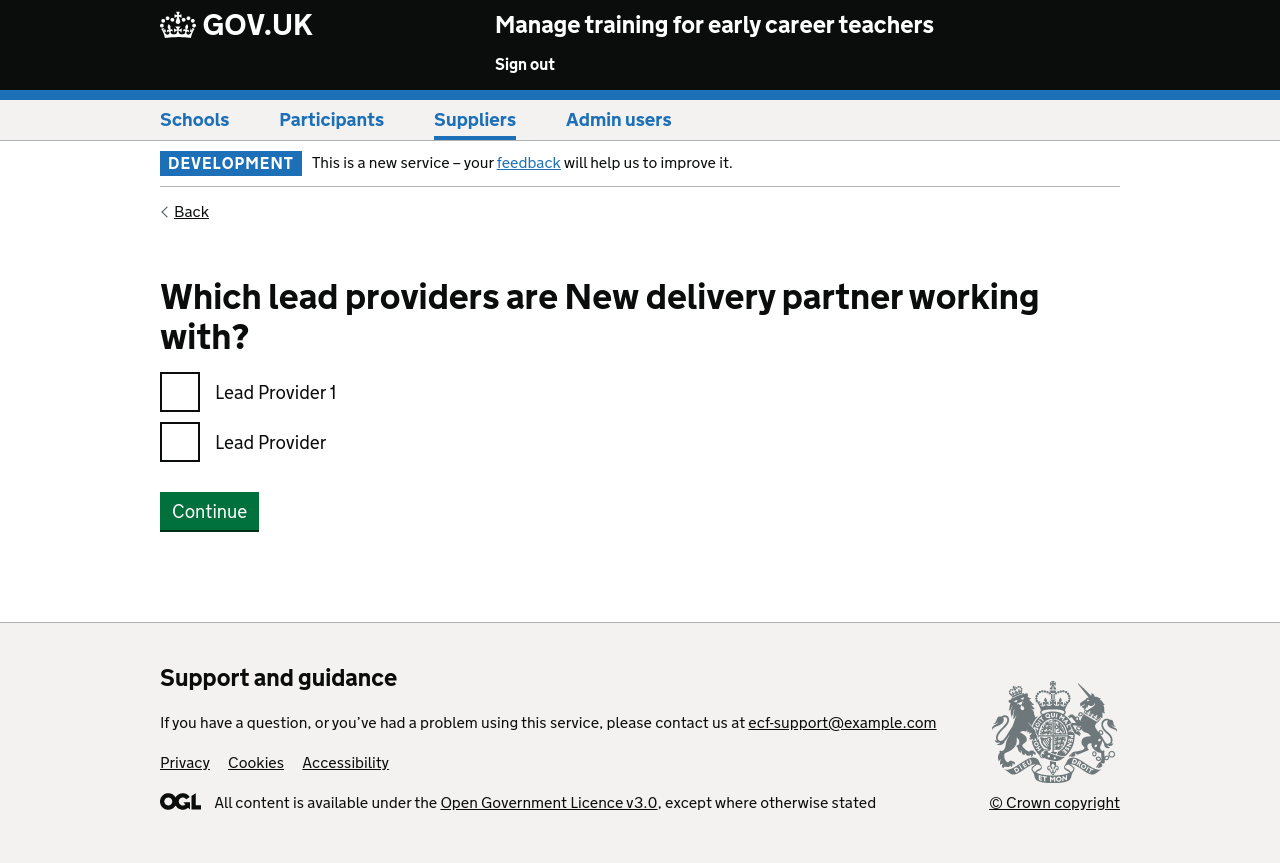 GOV.UK
Manage training for early career teachers
Sign out
Schools
Participants
Suppliers
Admin users
DEVELOPMENT
This is a new service – your feedback will help us to improve it.
Back
Which lead providers are New delivery partner working
with?
Lead Provider 1
Lead Provider
Continue
Support and guidance
If you have a question, or you’ve had a problem using this service, please contact us at ecf-support@example.com
Privacy
Cookies
Accessibility
OGL
All content is available under the Open Government Licence v3.0, except where otherwise stated
DIEU ET MON DROIT
© Crown copyright